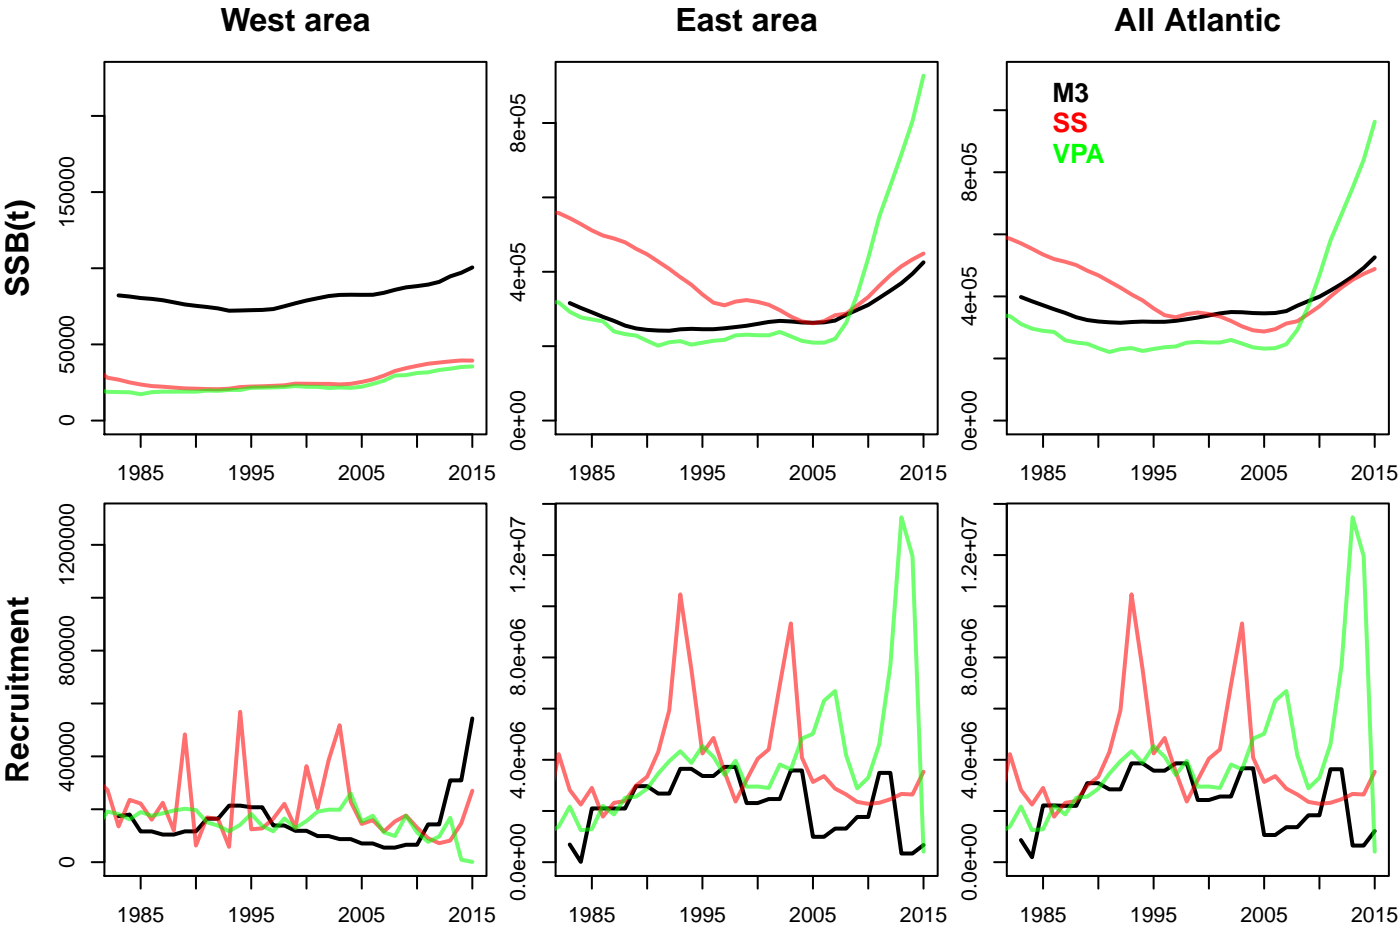 West area
East area
All Atlantic
SSB(t)
0
50000
150000
1985
1995
2005
2015
0e+00
4e+05
8e+05
1985
1995
2005
2015
M3
SS
VPA
0e+00
4e+05
8e+05
1985
1995
2005
2015
Recruitment
0
400000
800000
1200000
1985
1995
2005
2015
0.0e+00
4.0e+06
8.0e+06
1.2e+07
1985
1995
2005
2015
0.0e+00
4.0e+06
8.0e+06
1.2e+07
1985
1995
2005
2015